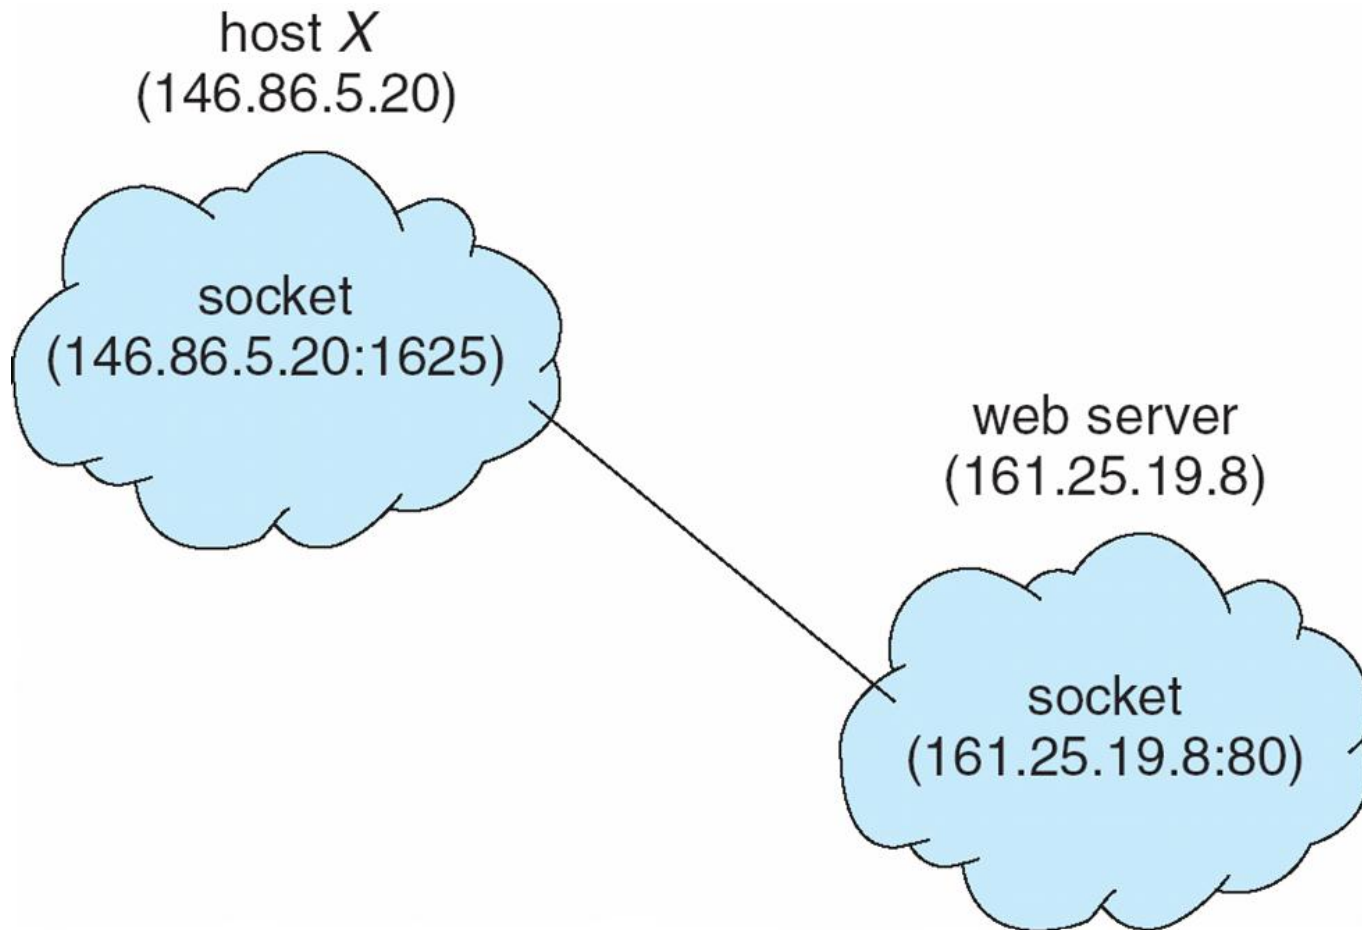 host X
(146.86.5.20)
socket
(146.86.5.20:1625)
web server
(161.25.19.8)
socket
(161.25.19.8:80)